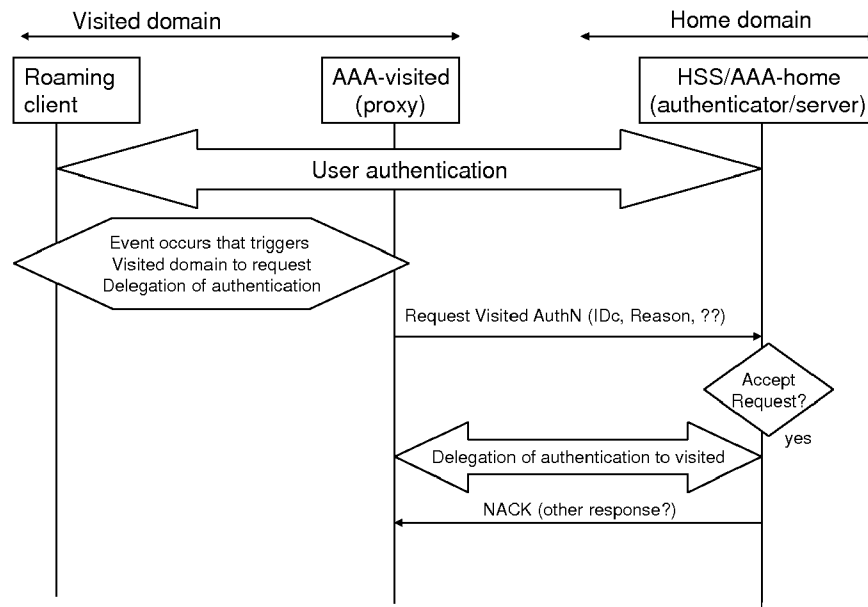 Visited domain
Home domain
Roaming
client
AAA-visited
(proxy)
HSS/AAA-home
(authenticator/server)
User authentication
Event occurs that triggers
Visited domain to request
Delegation of authentication
Request Visited AuthN (IDc, Reason, ??)
Accept
Request?
yes
Delegation of authentication to visited
NACK (other response?)